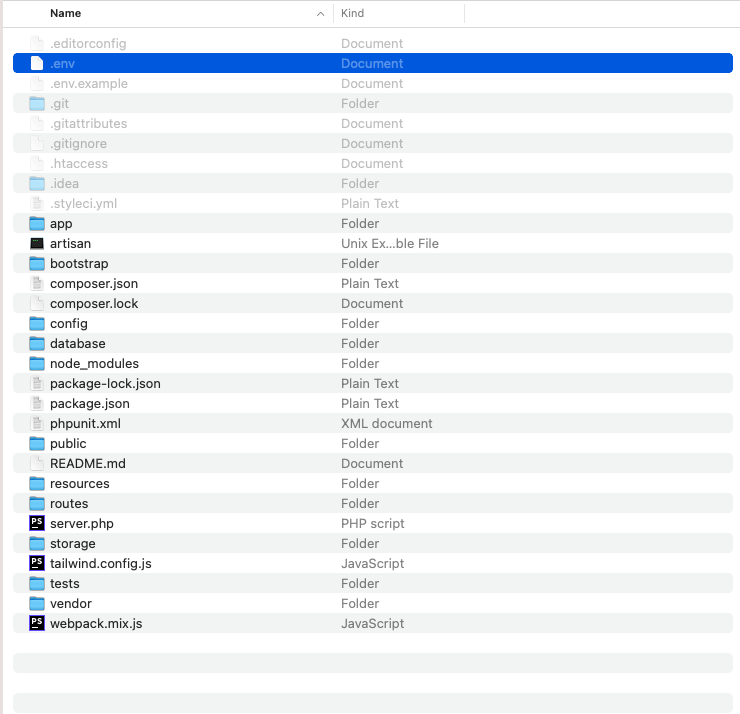 Name Kind
.editorconfig Document
.env Document
.env.example Document
.git Folder
.gitattributes Document
.gitignore Document
.htaccess Document
.idea Folder
.styleci.yml Plain Text
app Folder
artisan Unix Ex...ble File
bootstrap Folder
composer.json Plain Text
composer.lock Document
config Folder
database Folder
node_modules Folder
package-lock.json Plain Text
package.json Plain Text
phpunit.xml XML document
public Folder
README.md Document
resources Folder
routes Folder
PS server.php PHP script
storage Folder
PS tailwind.config.js JavaScript
tests Folder
vendor Folder
PS webpack.mix.js JavaScript